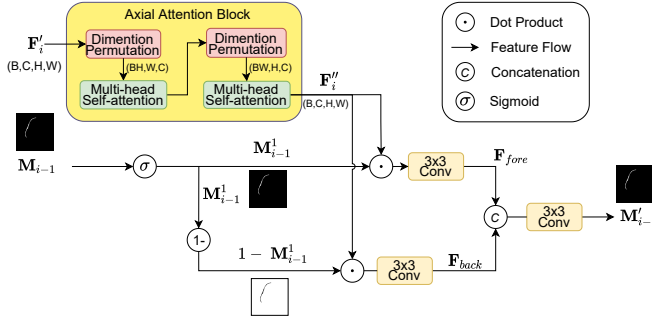 Axial Attention Block
F′i
(B,C,H,W)
Dimention
Permutation
(BH,W,C)
Multi-head
Self-attention
Dimention
Permutation
(BW,H,C)
Multi-head
Self-attention
F′′i
(B,C,H,W)
Dot Product
Feature Flow
C Concatenation
σ Sigmoid
Mi−1
σ
M¹i−1
3x3
Conv
Ffore
M¹i−1
1-
1 − M¹i−1
3x3
Conv
Fback
C
3x3
Conv
M′i−